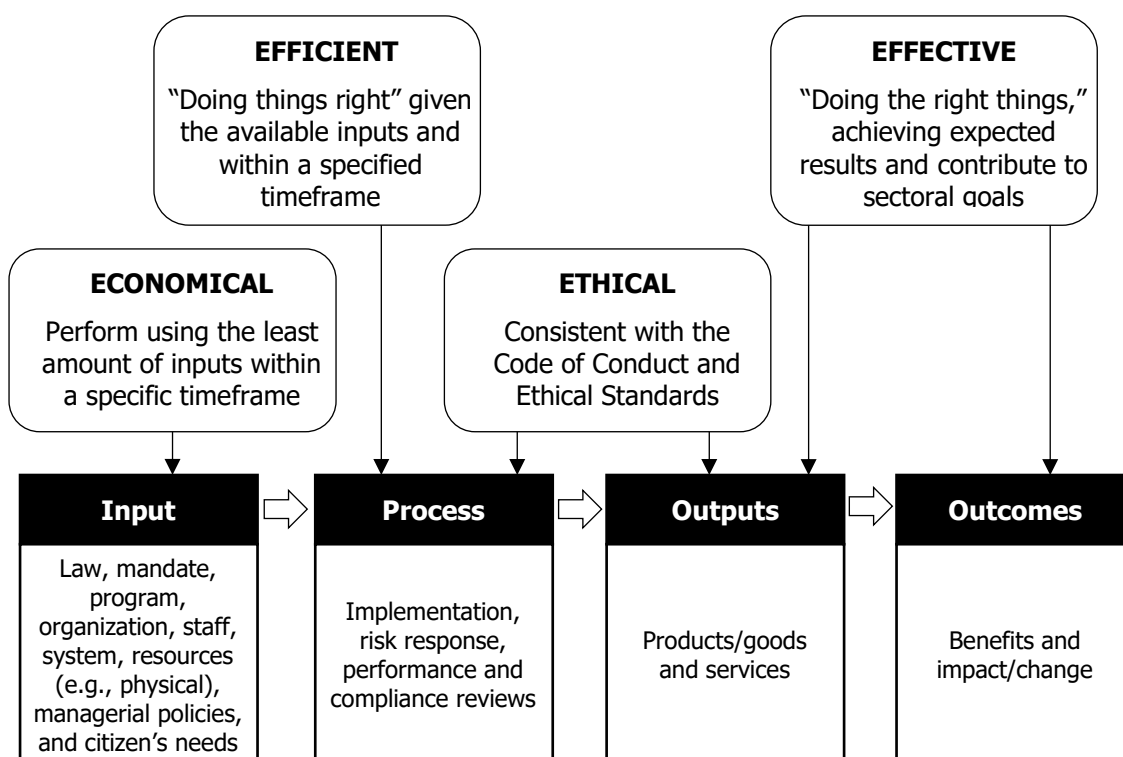 EFFICIENT
“Doing things right” given
the available inputs and
within a specified
timeframe
EFFECTIVE
“Doing the right things,”
achieving expected
results and contribute to
sectoral goals
ECONOMICAL
Perform using the least
amount of inputs within
a specific timeframe
ETHICAL
Consistent with the
Code of Conduct and
Ethical Standards
Input
Law, mandate,
program,
organization, staff,
system, resources
(e.g., physical),
managerial policies,
and citizen’s needs
Process
Implementation,
risk response,
performance and
compliance reviews
Outputs
Products/goods
and services
Outcomes
Benefits and
impact/change